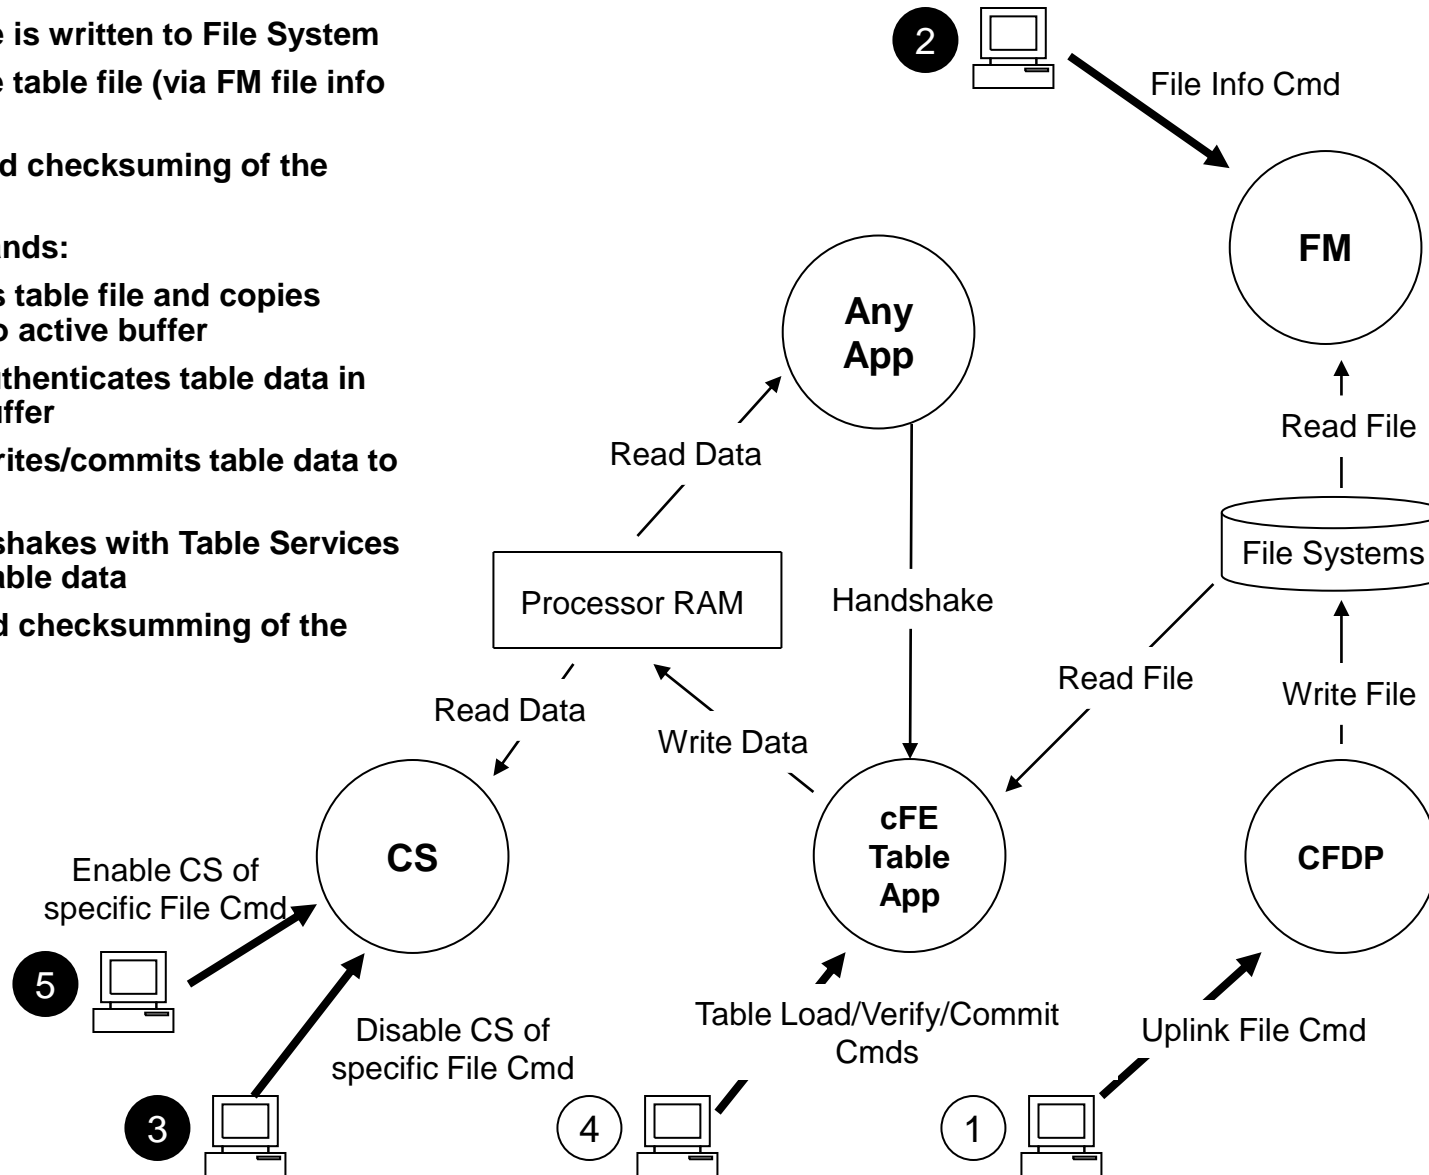 e is written to File System
e table file (via FM file info
d checksuming of the
ands:
s table file and copies
o active buffer
uthenticates table data in
uffer
rites/commits table data to
shakes with Table Services
able data
d checksumming of the
2
File Info Cmd
FM
Any
App
Read File
Read Data
File Systems
Processor RAM
Handshake
Read File
Write File
Read Data
Write Data
cFE
Table
App
CS
CFDP
Enable CS of
specific File Cmd
5
Disable CS of
specific File Cmd
Table Load/Verify/Commit
Cmds
Uplink File Cmd
3
4
1